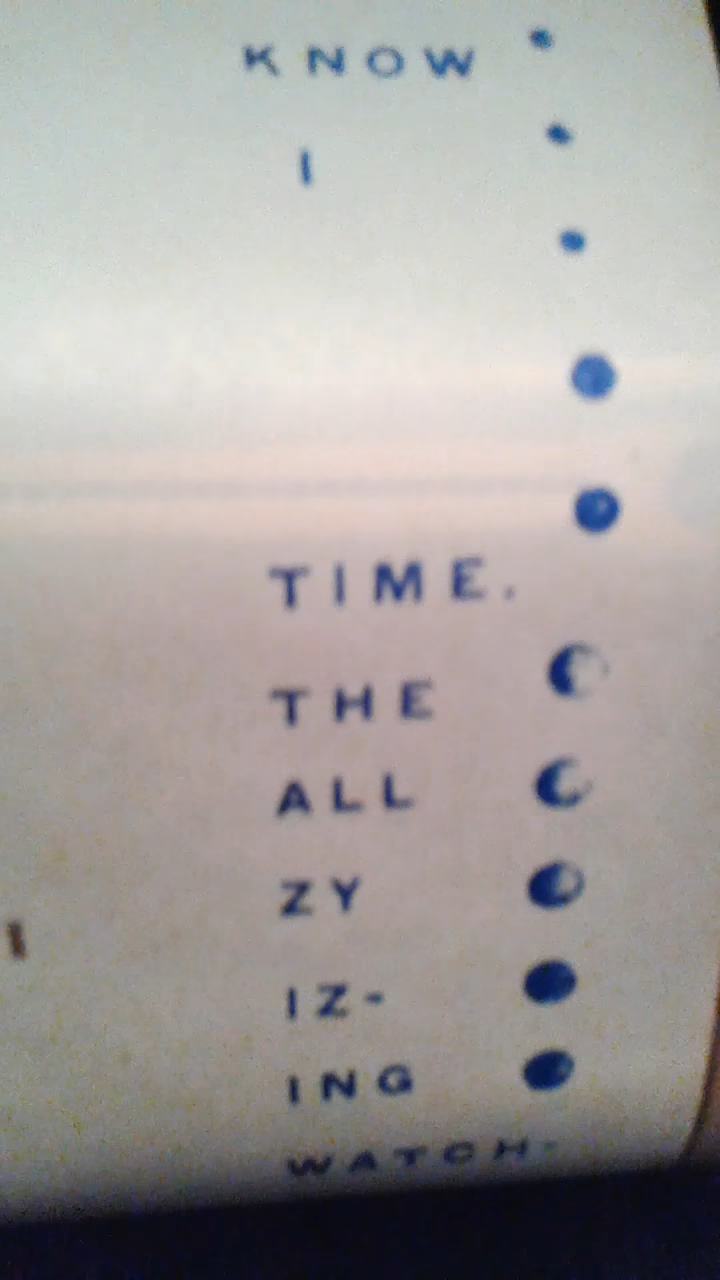 KNOW
I
TIME.
THE
ALL
ZY
IZ-
ING
WATCH-